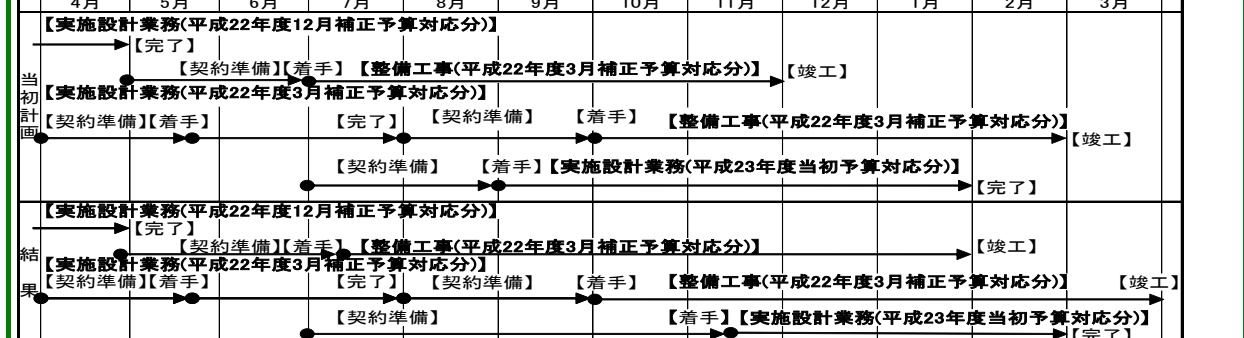 4月 5月 6月 7月 8月 9月 10月 11月 12月 1月 2月 3月
当初計画
【実施設計業務(平成22年度12月補正予算対応分)】
【完了】
【契約準備】【着手】【整備工事(平成22年度3月補正予算対応分)】【竣工】
【実施設計業務(平成22年度3月補正予算対応分)】
【契約準備】【着手】【完了】【契約準備】【着手】【整備工事(平成22年度3月補正予算対応分)】【竣工】
【契約準備】【着手】【実施設計業務(平成23年度当初予算対応分)】
【完了】
結果
【実施設計業務(平成22年度12月補正予算対応分)】
【完了】
【契約準備】【着手】【整備工事(平成22年度3月補正予算対応分)】【竣工】
【実施設計業務(平成22年度3月補正予算対応分)】
【契約準備】【着手】【完了】【契約準備】【着手】【整備工事(平成22年度3月補正予算対応分)】【竣工】
【契約準備】【着手】【実施設計業務(平成23年度当初予算対応分)】
【完了】